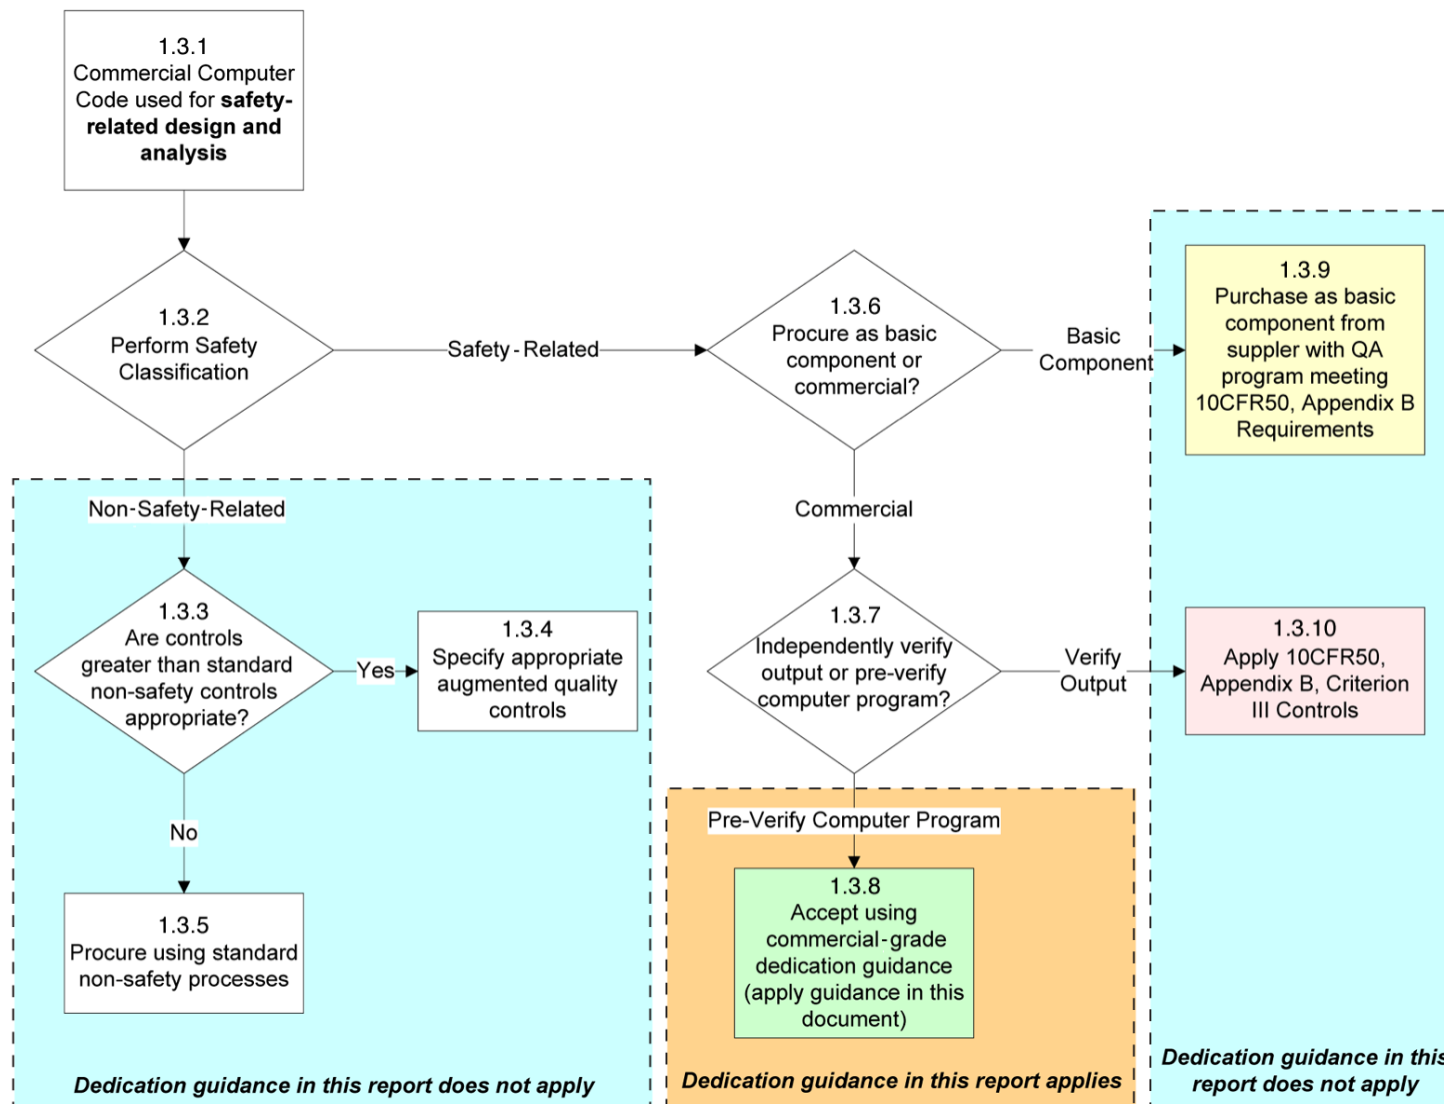 1.3.1
Commercial Computer
Code used for safety-
related design and
analysis
1.3.2
Perform Safety
Classification
Safety-Related
1.3.6
Procure as basic
component or
commercial?
Basic
Component
1.3.9
Purchase as basic
component from
suppler with QA
program meeting
10CFR50, Appendix B
Requirements
Non-Safety-Related
Commercial
1.3.3
Are controls
greater than standard
non-safety controls
appropriate?
Yes
1.3.4
Specify appropriate
augmented quality
controls
1.3.7
Independently verify
output or pre-verify
computer program?
Verify
Output
1.3.10
Apply 10CFR50,
Appendix B, Criterion
III Controls
No
Pre-Verify Computer Program
1.3.5
Procure using standard
non-safety processes
1.3.8
Accept using
commercial-grade
dedication guidance
(apply guidance in this
document)
Dedication guidance in this report does not apply
Dedication guidance in this report applies
Dedication guidance in this
report does not apply